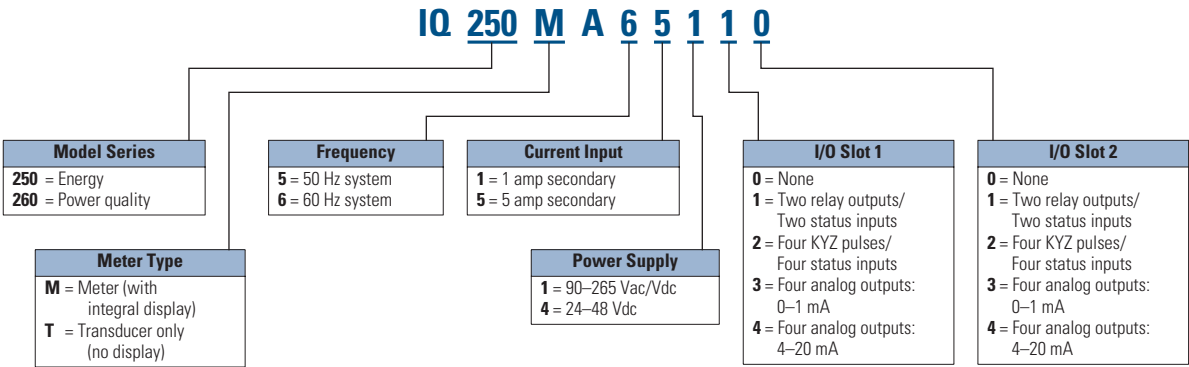 IQ 250 M A 6 5 1 1 0
Model Series
250 = Energy
260 = Power quality
Meter Type
M = Meter (with
integral display)
T = Transducer only
(no display)
Frequency
5 = 50 Hz system
6 = 60 Hz system
Current Input
1 = 1 amp secondary
5 = 5 amp secondary
Power Supply
1 = 90–265 Vac/Vdc
4 = 24–48 Vdc
I/O Slot 1
0 = None
1 = Two relay outputs/
Two status inputs
2 = Four KYZ pulses/
Four status inputs
3 = Four analog outputs:
0–1 mA
4 = Four analog outputs:
4–20 mA
I/O Slot 2
0 = None
1 = Two relay outputs/
Two status inputs
2 = Four KYZ pulses/
Four status inputs
3 = Four analog outputs:
0–1 mA
4 = Four analog outputs:
4–20 mA